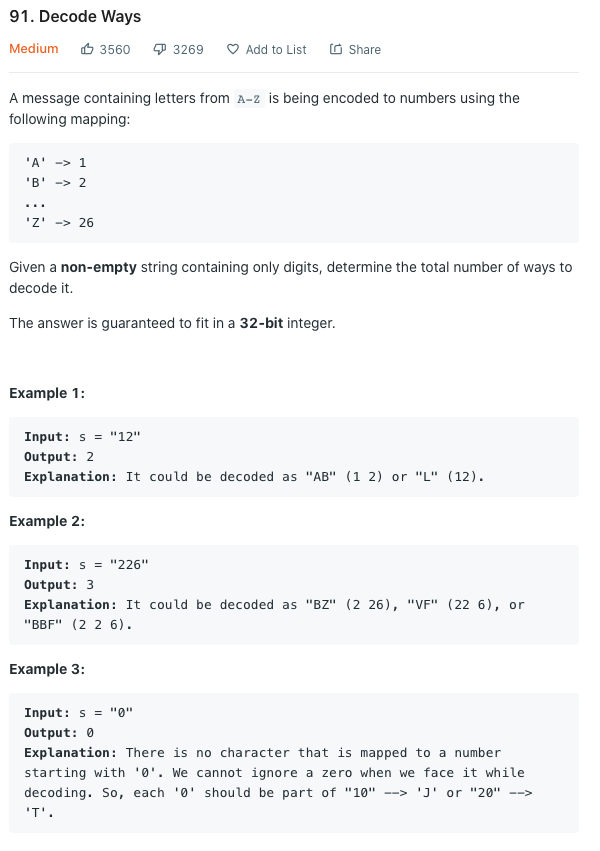 91. Decode Ways
Medium 3560 3269 Add to List Share
A message containing letters from A-Z is being encoded to numbers using the
following mapping:
'A' -> 1
'B' -> 2
...
'Z' -> 26
Given a non-empty string containing only digits, determine the total number of ways to
decode it.
The answer is guaranteed to fit in a 32-bit integer.
Example 1:
Input: s = "12"
Output: 2
Explanation: It could be decoded as "AB" (1 2) or "L" (12).
Example 2:
Input: s = "226"
Output: 3
Explanation: It could be decoded as "BZ" (2 26), "VF" (22 6), or
"BBF" (2 2 6).
Example 3:
Input: s = "0"
Output: 0
Explanation: There is no character that is mapped to a number
starting with '0'. We cannot ignore a zero when we face it while
decoding. So, each '0' should be part of "10" --> 'J' or "20" -->
'T'.